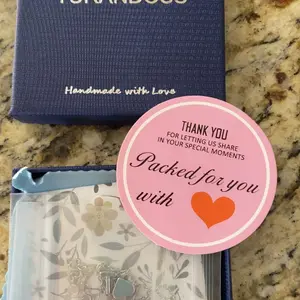 Handmade with Love
THANK YOU
FOR LETTING US SHARE
IN YOUR SPECIAL MOMENTS
Packed for you
with